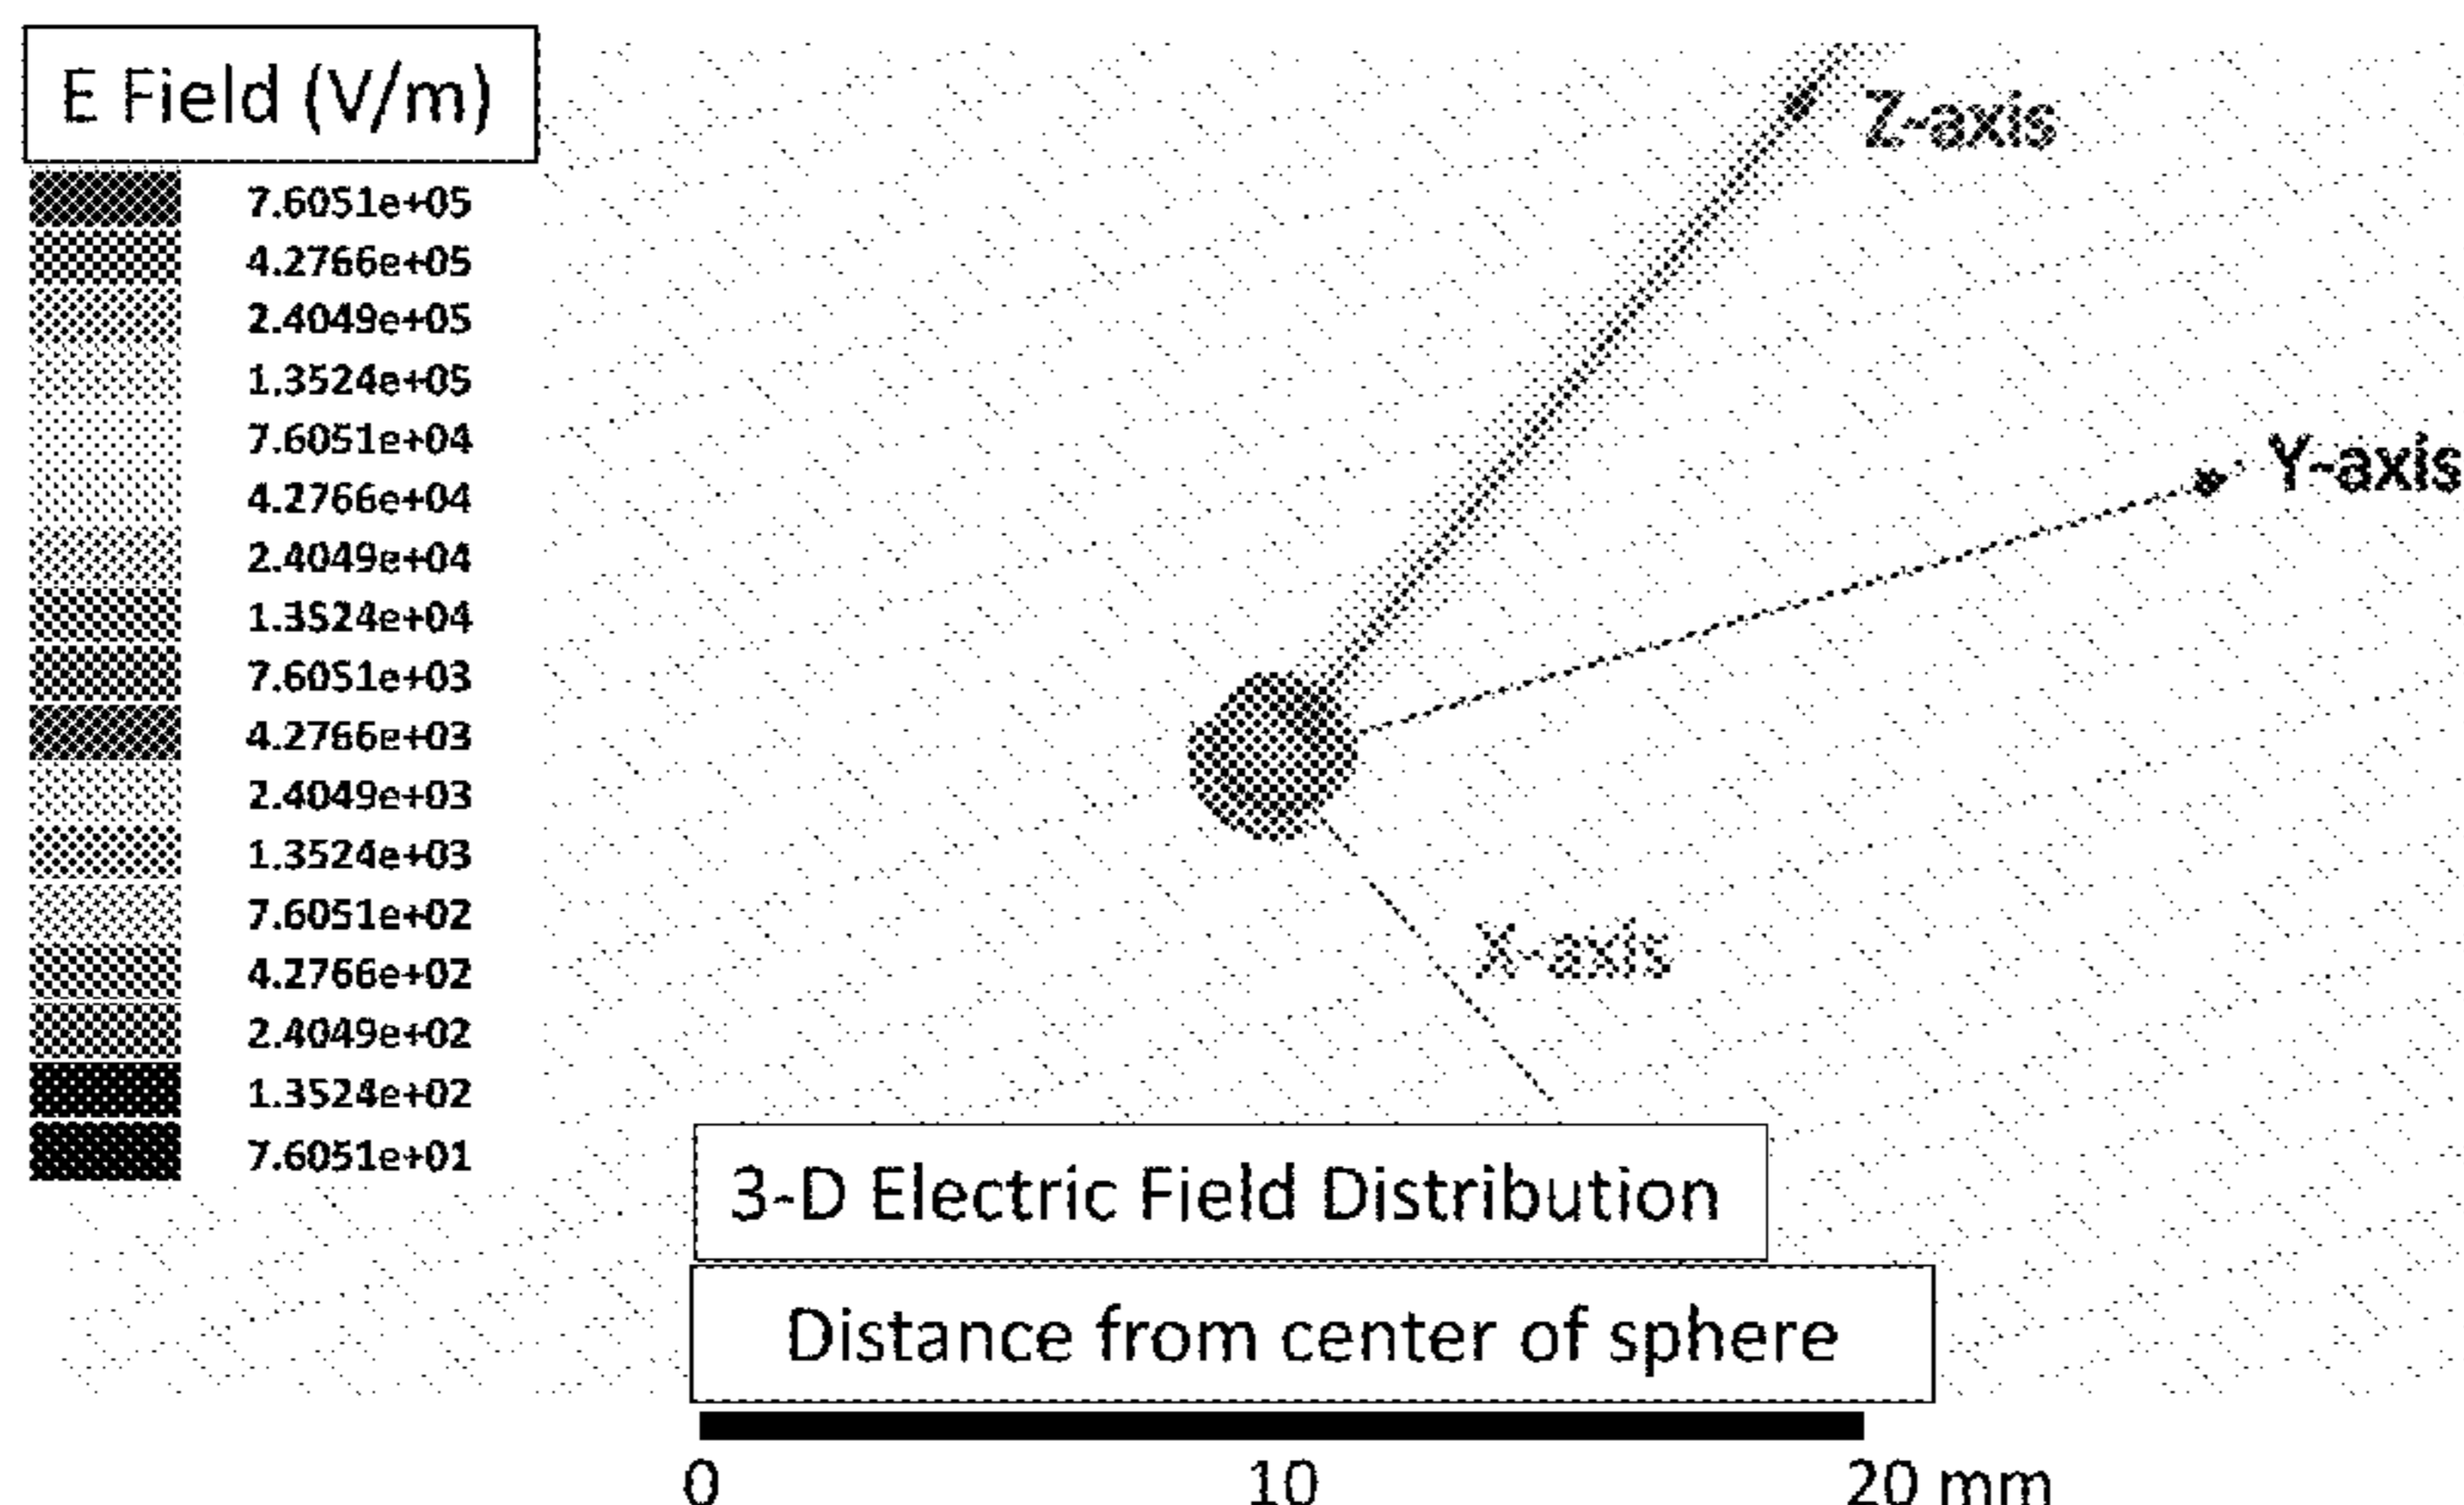 E Field (V/m)
7.6051e+05
4.2766e+05
2.4049e+05
1.3524e+05
7.6051e+04
4.2766e+04
2.4049e+04
1.3524e+04
7.6051e+03
4.2766e+03
2.4049e+03
1.3524e+03
7.6051e+02
4.2766e+02
2.4049e+02
1.3524e+02
7.6051e+01
Z-axis
Y-axis
X-axis
3-D Electric Field Distribution
Distance from center of sphere
0 10 20 mm